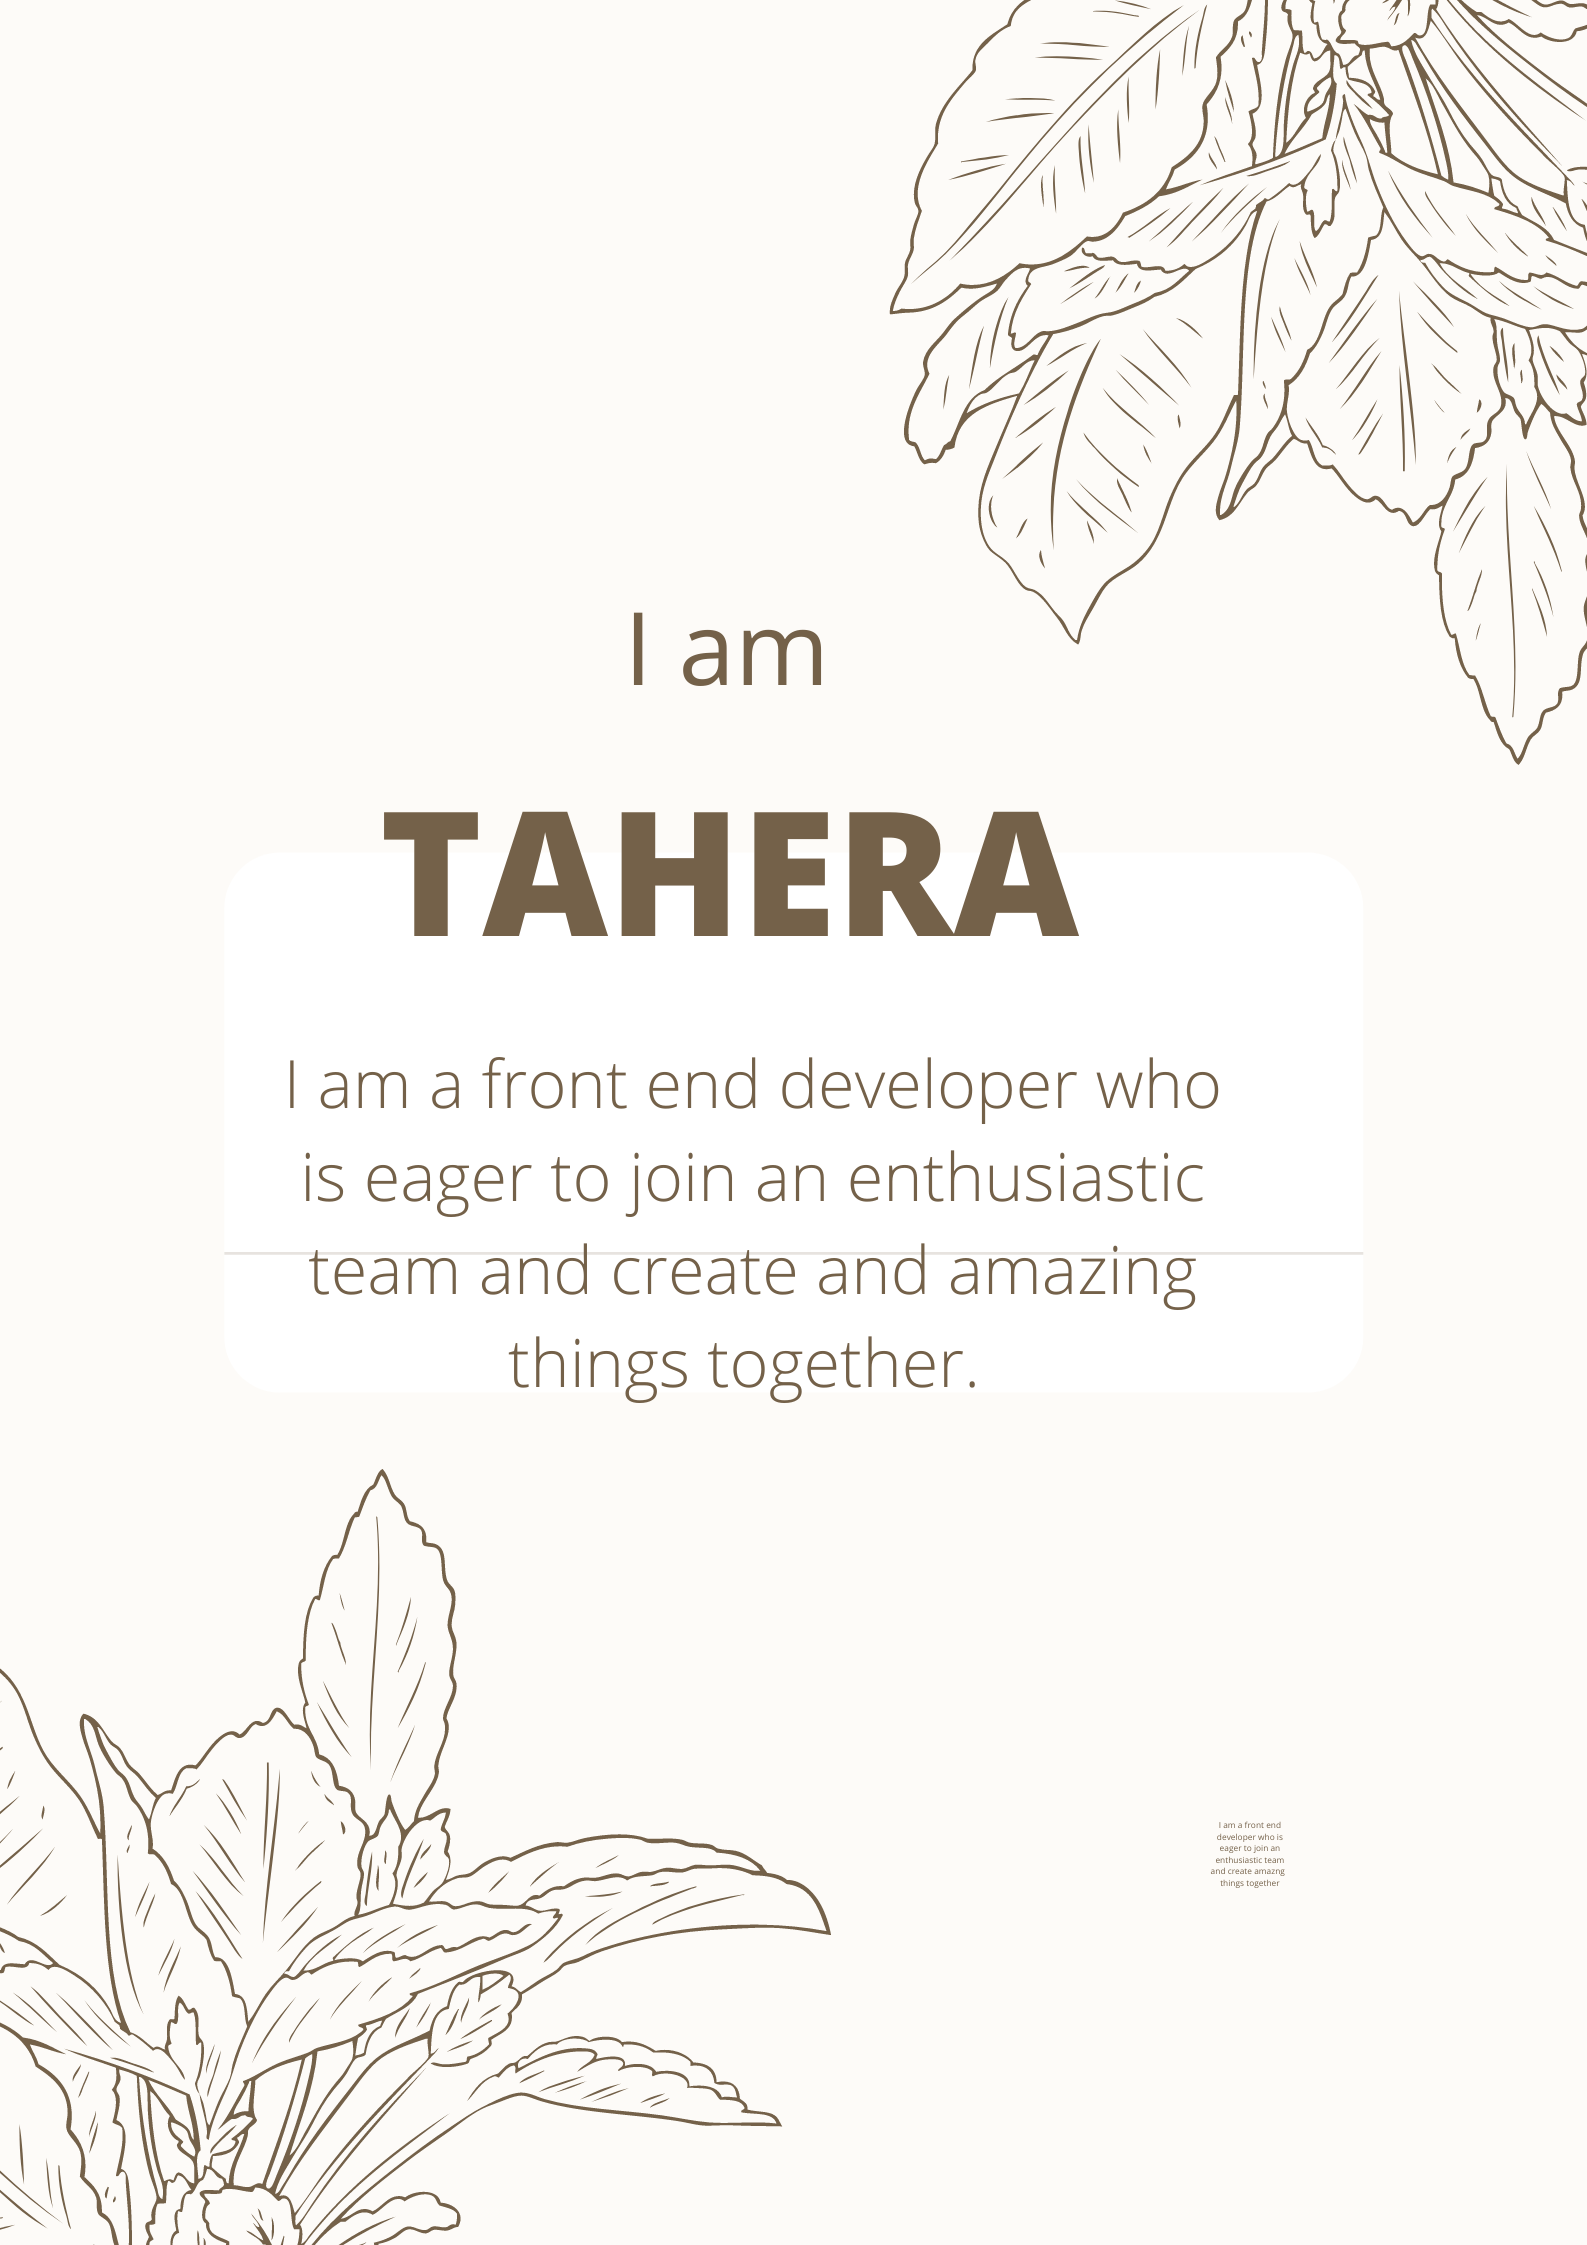 I am
TAHERA
I am a front end developer who
is eager to join an enthusiastic
team and create and amazing
things together.
I am a front end
developer who is
eager to join an
enthusiastic team
and create amazng
things together